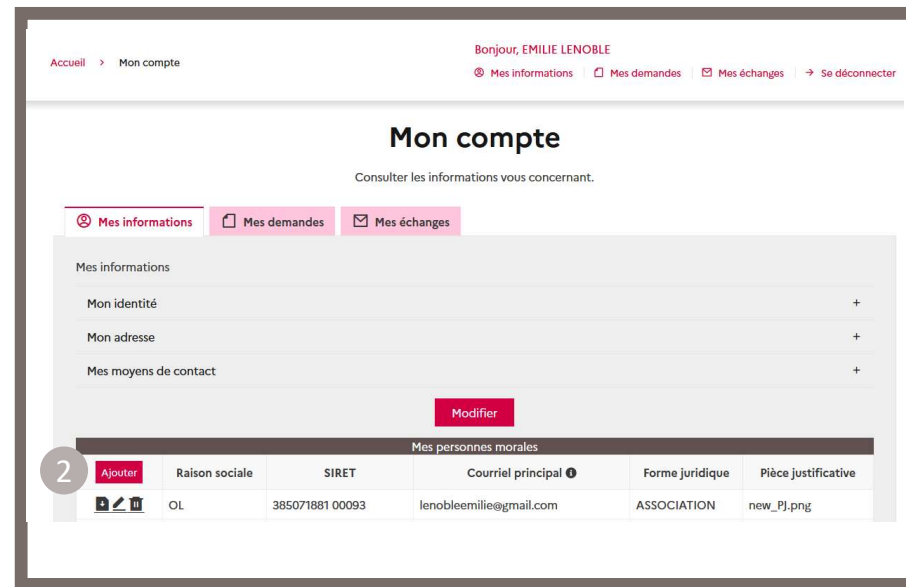 Bonjour, EMILIE LENOBLE
Accueil > Mon compte
Mes informations Mes demandes Mes échanges → Se déconnecter
Mon compte
Consulter les informations vous concernant.
Mes informations Mes demandes Mes échanges
Mes informations
Mon identité +
Mon adresse +
Mes moyens de contact +
Modifier
Mes personnes morales
2 Ajouter Raison sociale SIRET Courriel principal Forme juridique Pièce justificative
OL 385071881 00093 lenobleemilie@gmail.com ASSOCIATION new_PJ.png